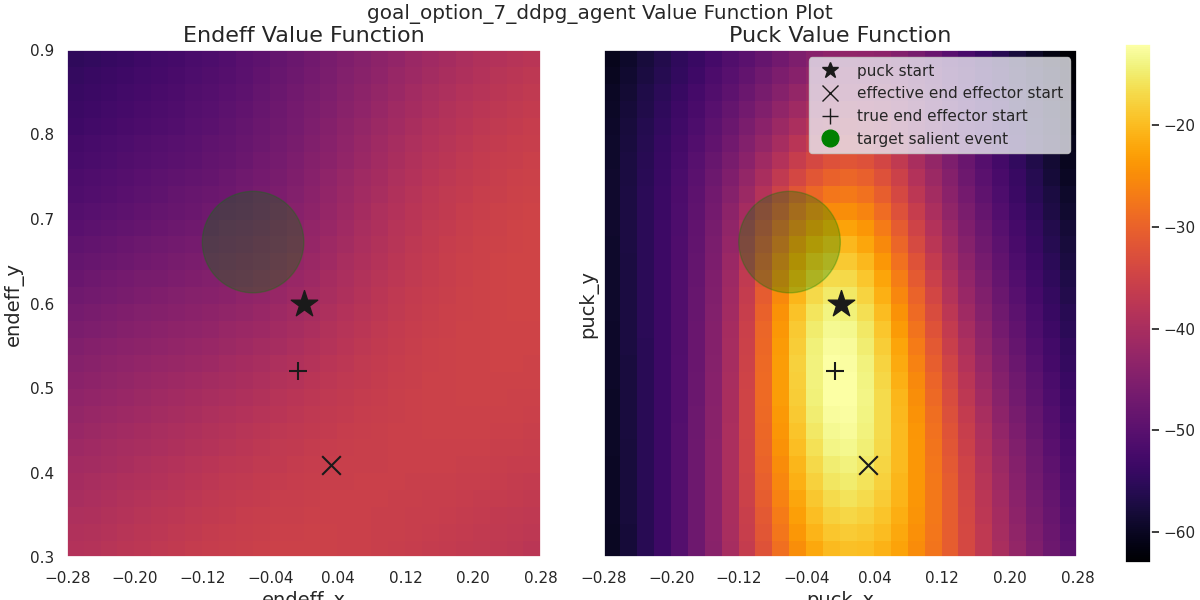 goal_option_7_ddpg_agent Value Function Plot
Endeff Value Function
Puck Value Function
puck start
effective end effector start
true end effector start
target salient event
0.9
0.8
0.7
0.6
0.5
0.4
0.3
endeff_y
−0.28 −0.20 −0.12 −0.04 0.04 0.12 0.20 0.28
endeff_x
puck_y
−0.28 −0.20 −0.12 −0.04 0.04 0.12 0.20 0.28
puck_x
−20
−30
−40
−50
−60